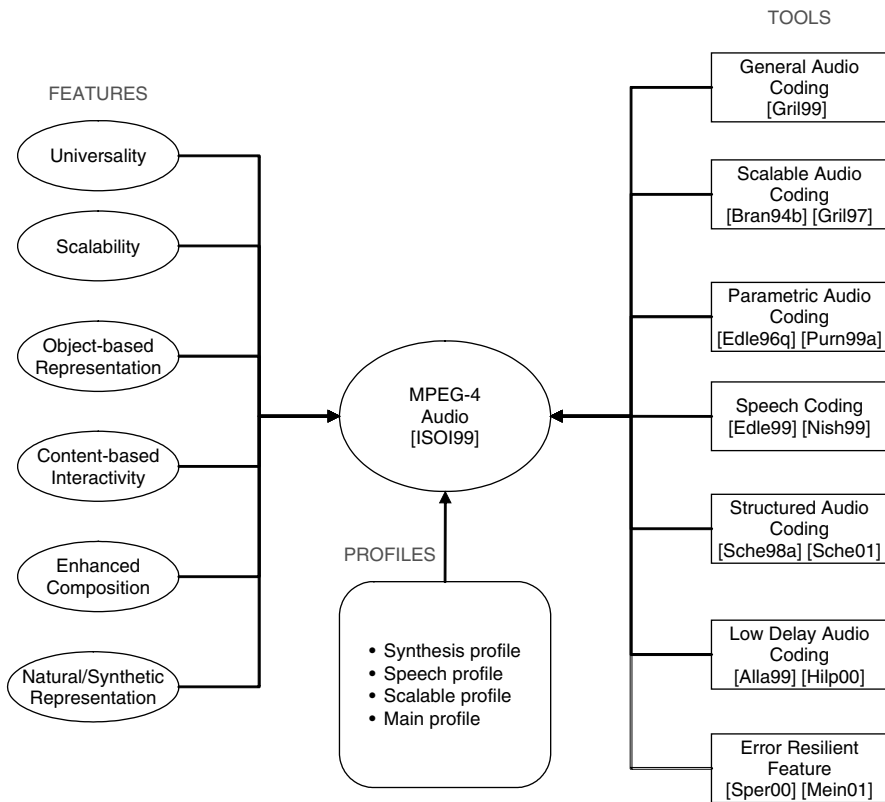 FEATURES
Universality
Scalability
Object-based
Representation
Content-based
Interactivity
Enhanced
Composition
Natural/Synthetic
Representation
MPEG-4
Audio
[ISOI99]
PROFILES
• Synthesis profile
• Speech profile
• Scalable profile
• Main profile
TOOLS
General Audio
Coding
[Gril99]
Scalable Audio
Coding
[Bran94b] [Gril97]
Parametric Audio
Coding
[Edle96q] [Purn99a]
Speech Coding
[Edle99] [Nish99]
Structured Audio
Coding
[Sche98a] [Sche01]
Low Delay Audio
Coding
[Alla99] [Hilp00]
Error Resilient
Feature
[Sper00] [Mein01]